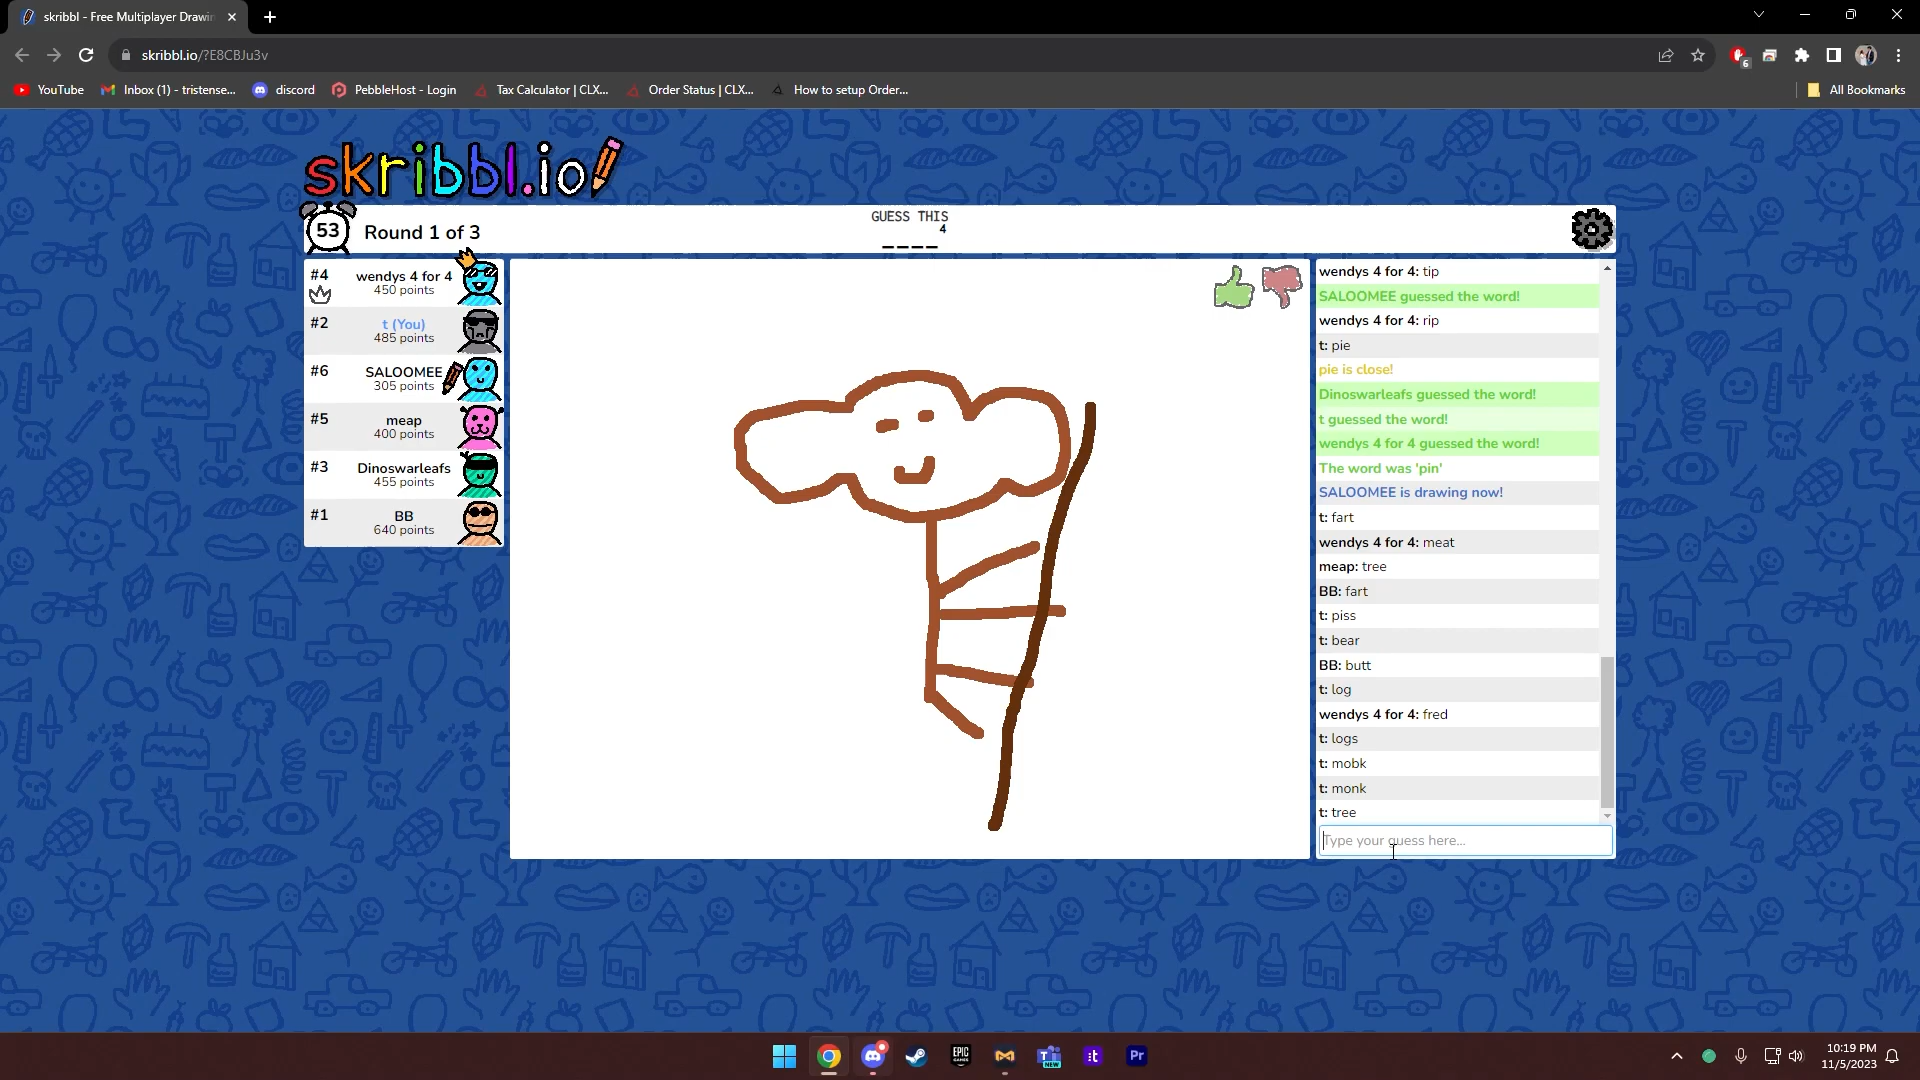 skribbl - Free Multiplayer Drawin
skribbl.io/?E8CBJu3v
6
YouTube
Inbox (1) - tristense...
discord
PebbleHost - Login
Tax Calculator | CLX...
Order Status | CLX...
How to setup Order...
All Bookmarks
skribbl.io
53
Round 1 of 3
GUESS THIS
4
____
#4 wendys 4 for 4
450 points
#2 t (You)
485 points
#6 SALOOMEE
305 points
#5 meap
400 points
#3 Dinoswarleafs
455 points
#1 BB
640 points
wendys 4 for 4: tip
SALOOMEE guessed the word!
wendys 4 for 4: rip
t: pie
pie is close!
Dinoswarleafs guessed the word!
t guessed the word!
wendys 4 for 4 guessed the word!
The word was 'pin'
SALOOMEE is drawing now!
t: fart
wendys 4 for 4: meat
meap: tree
BB: fart
t: piss
t: bear
BB: butt
t: log
wendys 4 for 4: fred
t: logs
t: mobk
t: monk
t: tree
Type your guess here...
EPIC
GAMES
T
NEW
:t
Pr
10:19 PM
11/5/2023